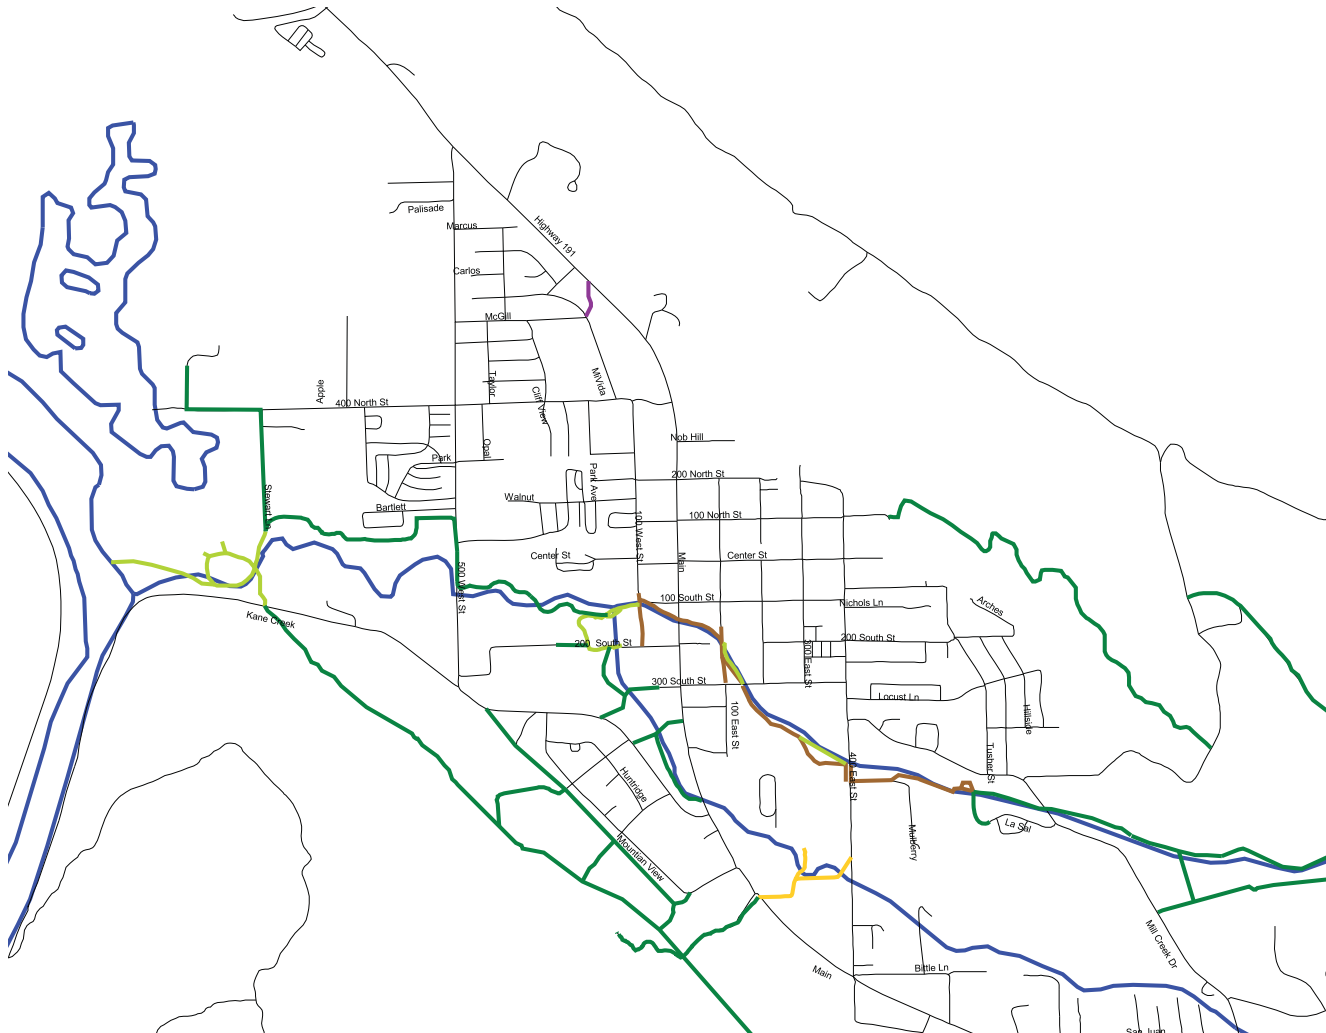 Palisade
Marcus
Highway 191
Carlos
McGill
Taylor
MiVida
Apple
Cliff View
400 North St
Nob Hill
Opal
Park
Park Ave
200 North St
Stewart Ln
Walnut
Bartlett
100 West St
100 North St
Center St
Main
Center St
500 West St
100 South St
Nichols Ln
Arches
Kane Creek
200 South St
300 East St
200 South St
300 South St
Locust Ln
100 East St
Hillside
Tusher St
400 East St
Huntridge
La Sal
Mulberry
Mountian View
Mill Creek Dr
Main
Bittle Ln
San Juan